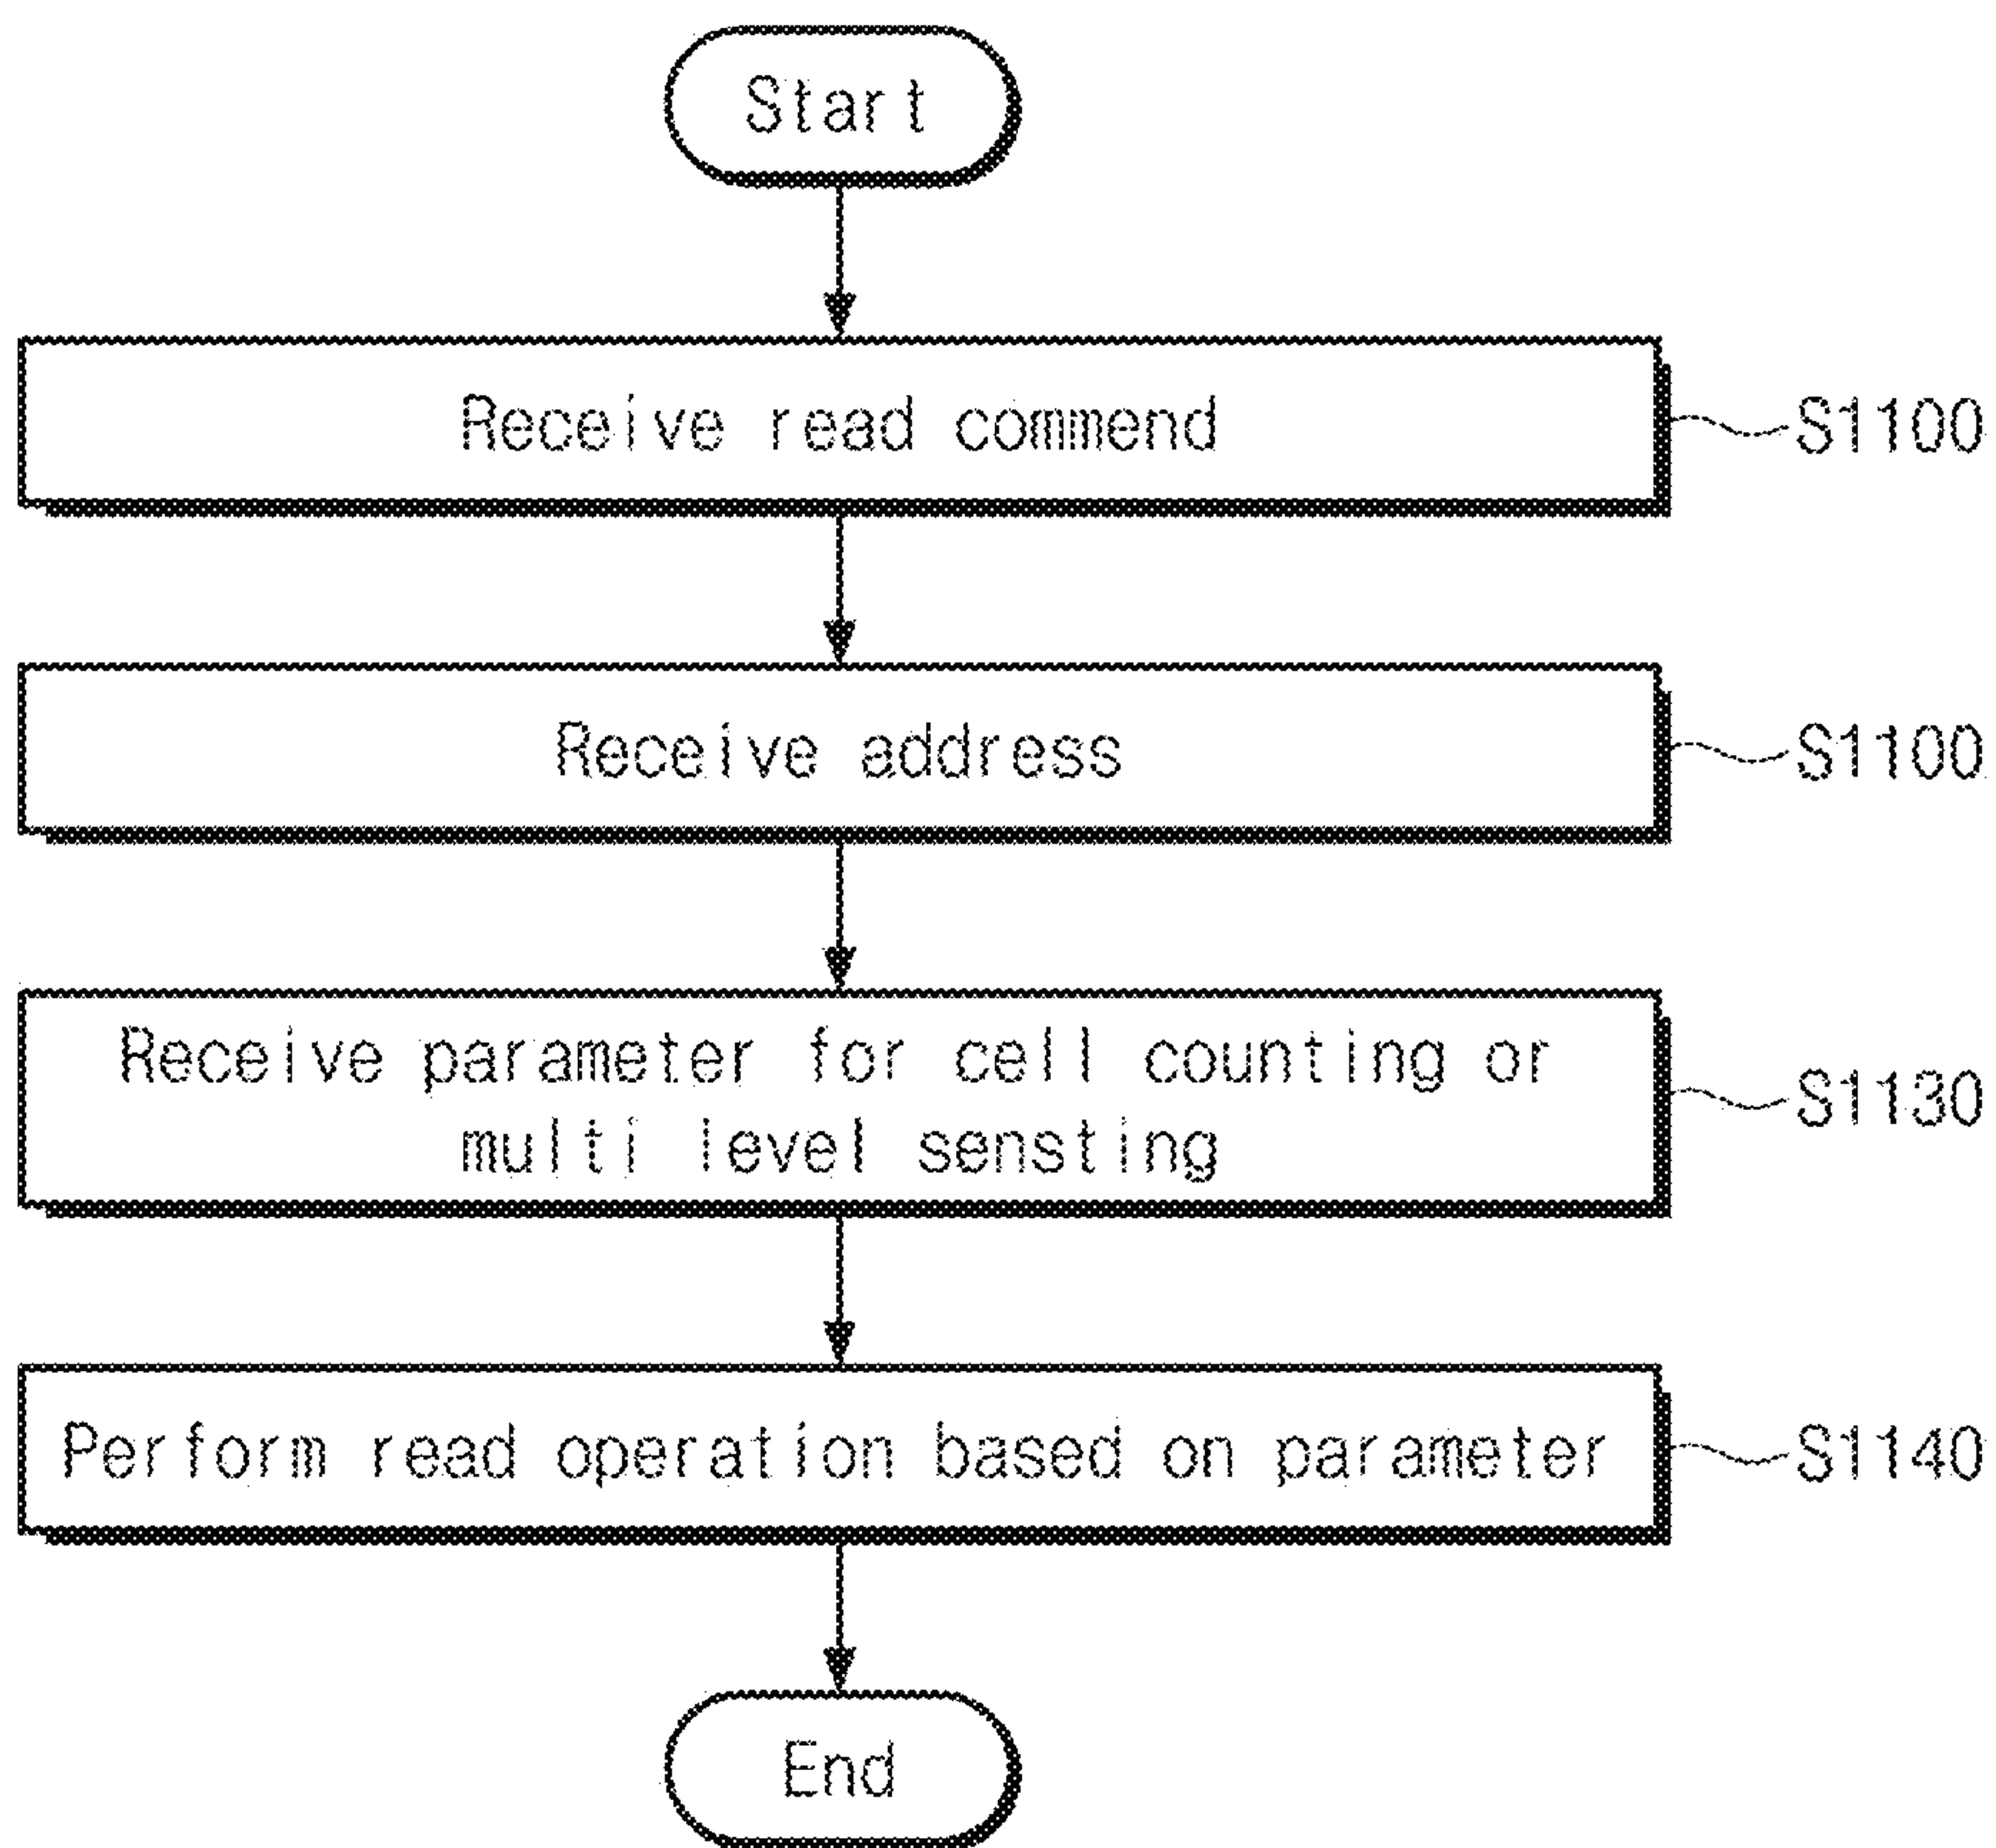 Start
Receive read commend
S1100
Receive address
S1100
Receive parameter for cell counting or
multi level sensting
S1130
Perform read operation based on parameter
S1140
End